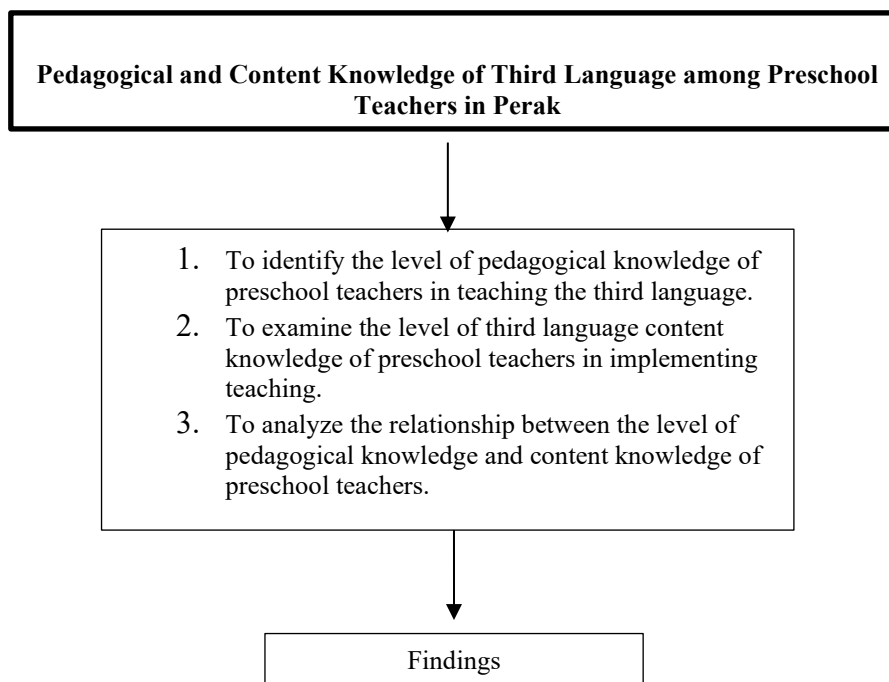 Pedagogical and Content Knowledge of Third Language among Preschool
Teachers in Perak
1. To identify the level of pedagogical knowledge of
preschool teachers in teaching the third language.
2. To examine the level of third language content
knowledge of preschool teachers in implementing
teaching.
3. To analyze the relationship between the level of
pedagogical knowledge and content knowledge of
preschool teachers.
Findings